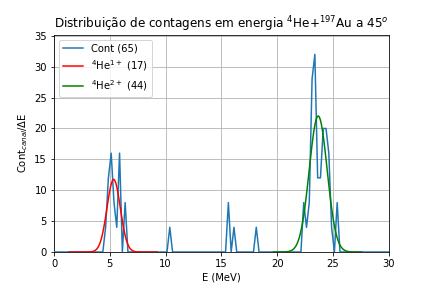 Distribuição de contagens em energia ⁴He+¹⁹⁷Au a 45º
35
30
25
20
15
10
5
0
Cont_canal/ΔE
Cont (65)
⁴He¹⁺ (17)
⁴He²⁺ (44)
0 5 10 15 20 25 30
E (MeV)